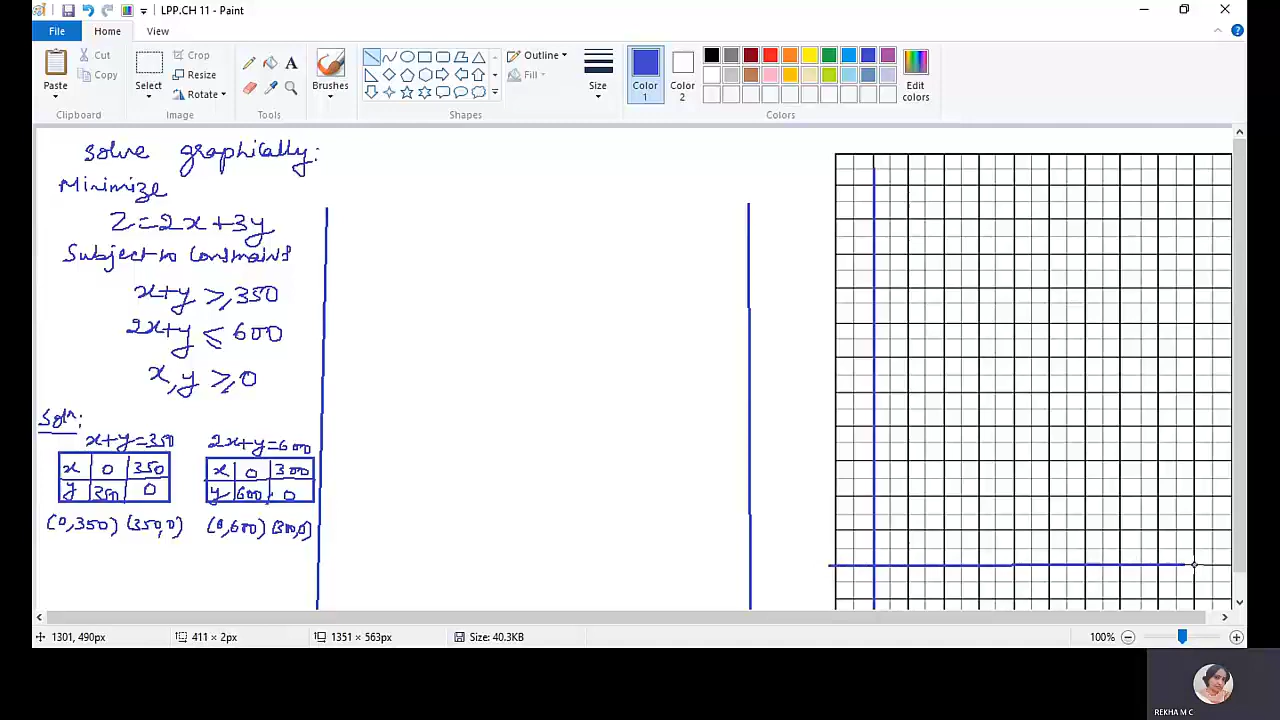 LPP.CH 11 - Paint
File Home View
Paste Cut Copy Clipboard
Select Crop Resize Rotate Image
Tools
Brushes
Shapes
Outline Fill
Size
Color 1 Color 2 Edit colors Colors
Solve graphically:
Minimize
Z=2x+3y
Subject to constraints
x+y ≥ 350
2x+y ≤ 600
x,y ≥ 0
Soln:
x+y=350 2x+y=600
x 0 350 x 0 300
y 350 0 y 600 0
(0,350) (350,0) (0,600) (300,0)
1301, 490px 411 × 2px 1351 × 563px Size: 40.3KB 100%
REKHA M C